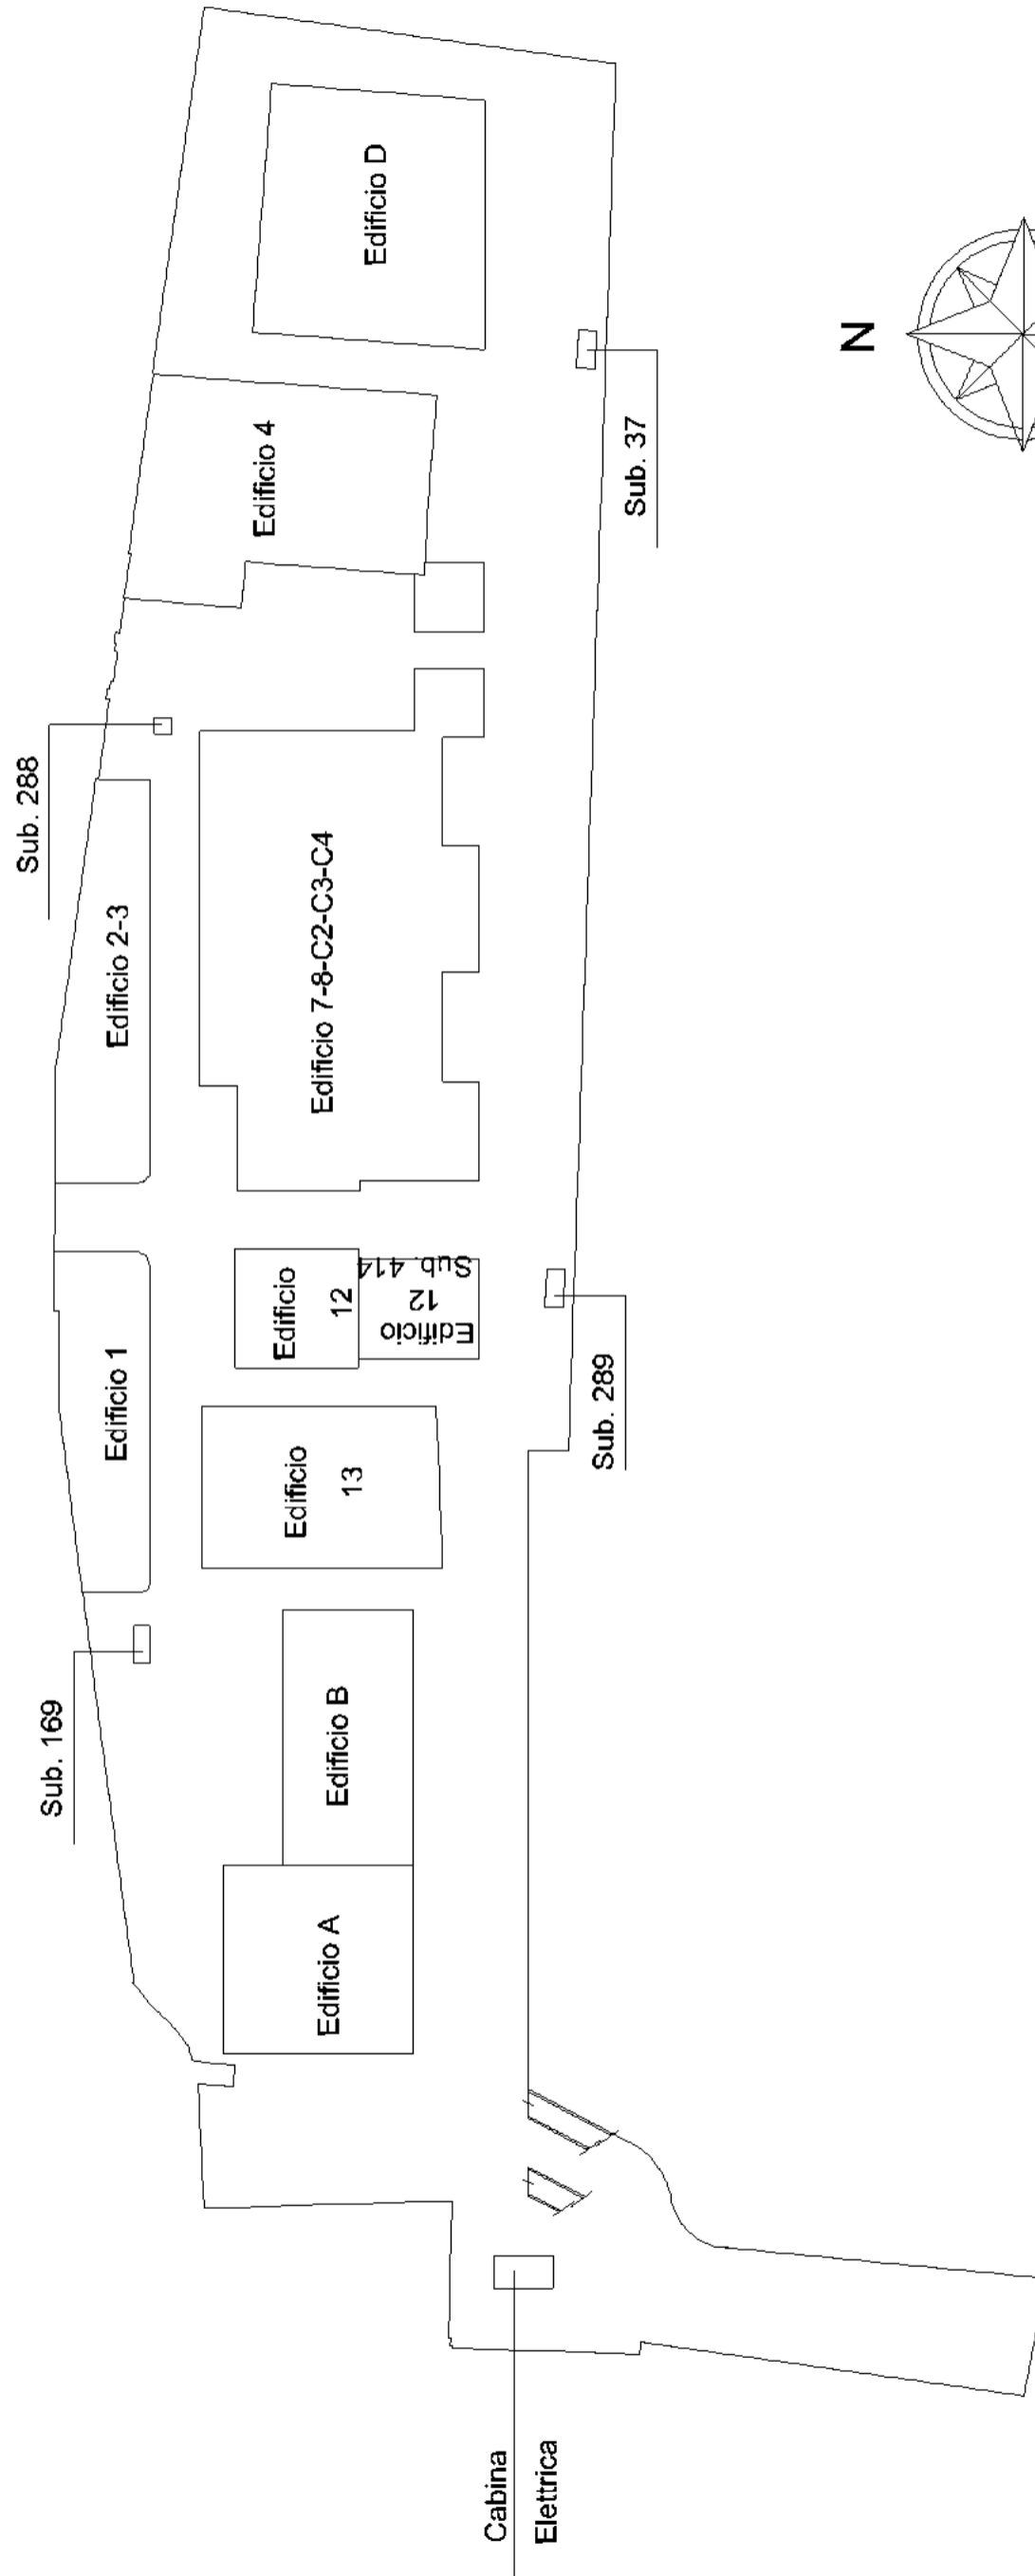 Edificio D
Edificio 4
Sub. 37
N
Sub. 288
Edificio 2-3
Edificio 7-8-C2-C3-C4
Edificio
12
Sub. 414
Edificio
12
Edificio 1
Sub. 289
Edificio
13
Sub. 169
Edificio B
Edificio A
Cabina
Elettrica